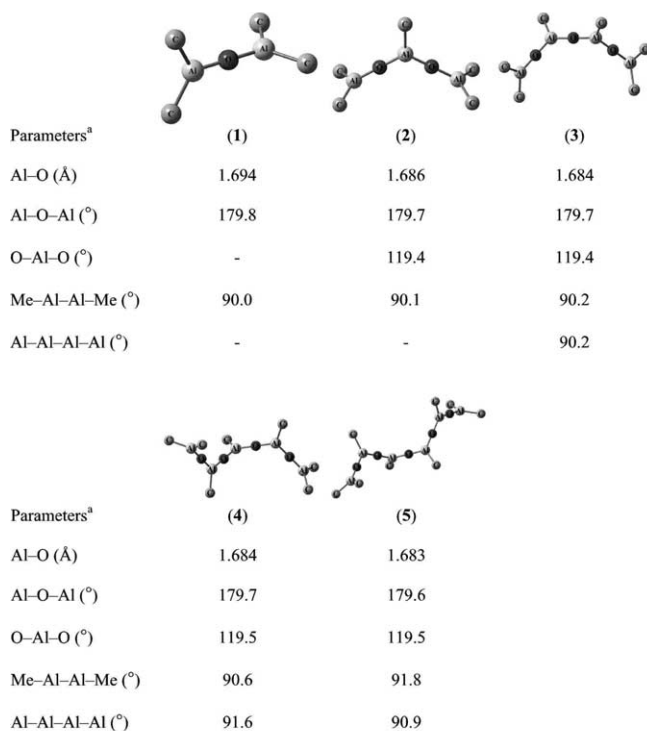 Parametersᵃ (1) (2) (3)
Al–O (Å) 1.694 1.686 1.684
Al–O–Al (°) 179.8 179.7 179.7
O–Al–O (°) - 119.4 119.4
Me–Al–Al–Me (°) 90.0 90.1 90.2
Al–Al–Al–Al (°) - - 90.2
Parametersᵃ (4) (5)
Al–O (Å) 1.684 1.683
Al–O–Al (°) 179.7 179.6
O–Al–O (°) 119.5 119.5
Me–Al–Al–Me (°) 90.6 91.8
Al–Al–Al–Al (°) 91.6 90.9